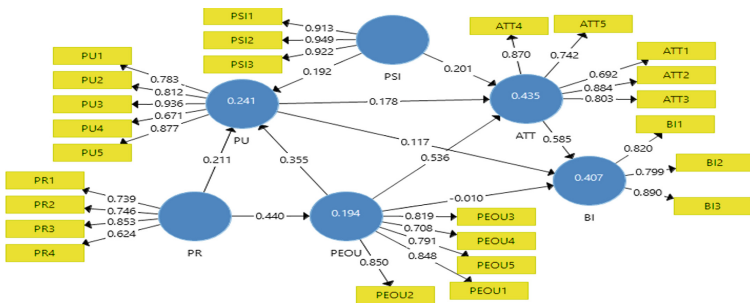 PSI1
PSI2
PSI3
0.913
0.949
0.922
PSI
0.192
0.201
ATT4
ATT5
0.870
0.742
ATT1
ATT2
ATT3
0.692
0.884
0.803
0.435
ATT
PU1
PU2
PU3
PU4
PU5
0.783
0.812
0.936
0.671
0.877
0.241
PU
0.178
0.117
0.585
0.536
BI1
BI2
BI3
0.820
0.799
0.890
0.407
BI
0.211
0.355
-0.010
PR1
PR2
PR3
PR4
0.739
0.746
0.853
0.624
PR
0.440
0.194
PEOU
0.819
0.708
0.791
0.848
0.850
PEOU3
PEOU4
PEOU5
PEOU1
PEOU2